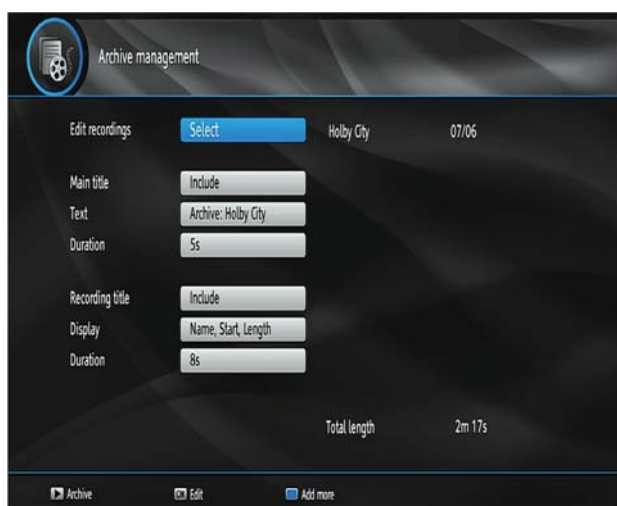 Archive management
Edit recordings Select Holby City 07/06
Main title Include
Text Archive: Holby City
Duration 5s
Recording title Include
Display Name, Start, Length
Duration 8s
Total length 2m 17s
Archive OK Edit Add more